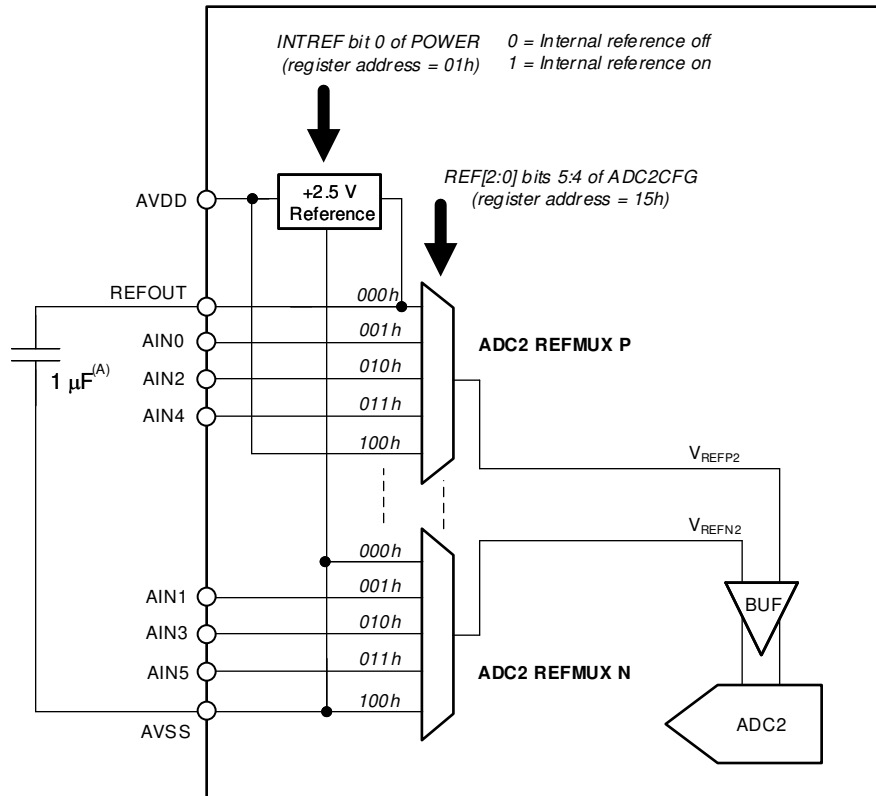 INTREF bit 0 of POWER 0 = Internal reference off
(register address = 01h) 1 = Internal reference on
REF[2:0] bits 5:4 of ADC2CFG
(register address = 15h)
AVDD
+2.5 V
Reference
REFOUT
000h
AIN0
001h
ADC2 REFMUX P
1 μF(A)
AIN2
010h
AIN4
011h
100h
VREFP2
VREFN2
000h
AIN1
001h
BUF
AIN3
010h
AIN5
011h
ADC2 REFMUX N
100h
AVSS
ADC2